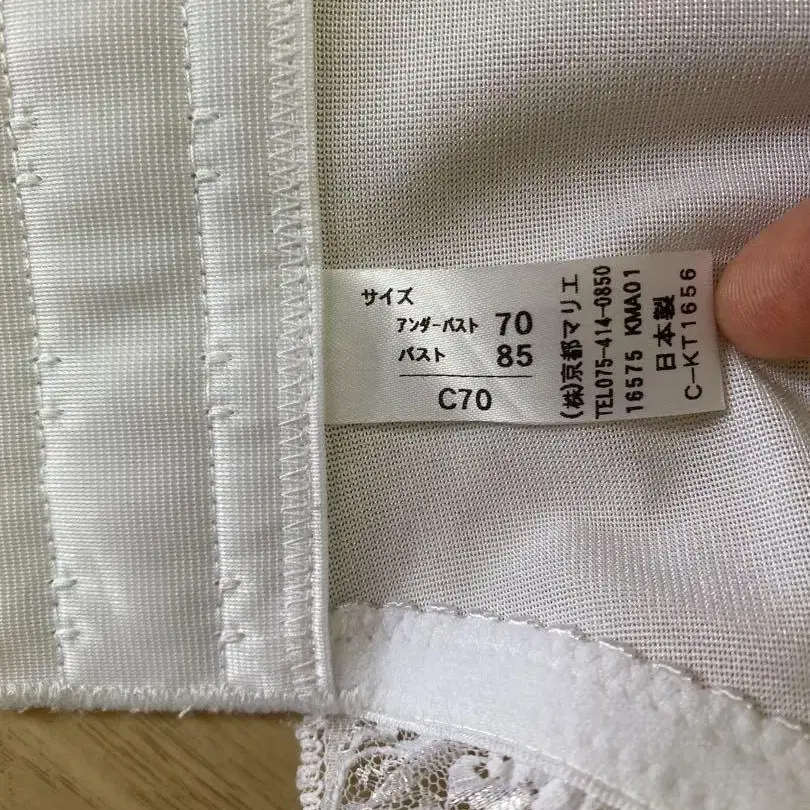 サイズ
アンダーバスト 70
バスト 85
C70
(株)京都マリエ
TEL075-414-0850
16575 KMA01
日本製
C-KT1656